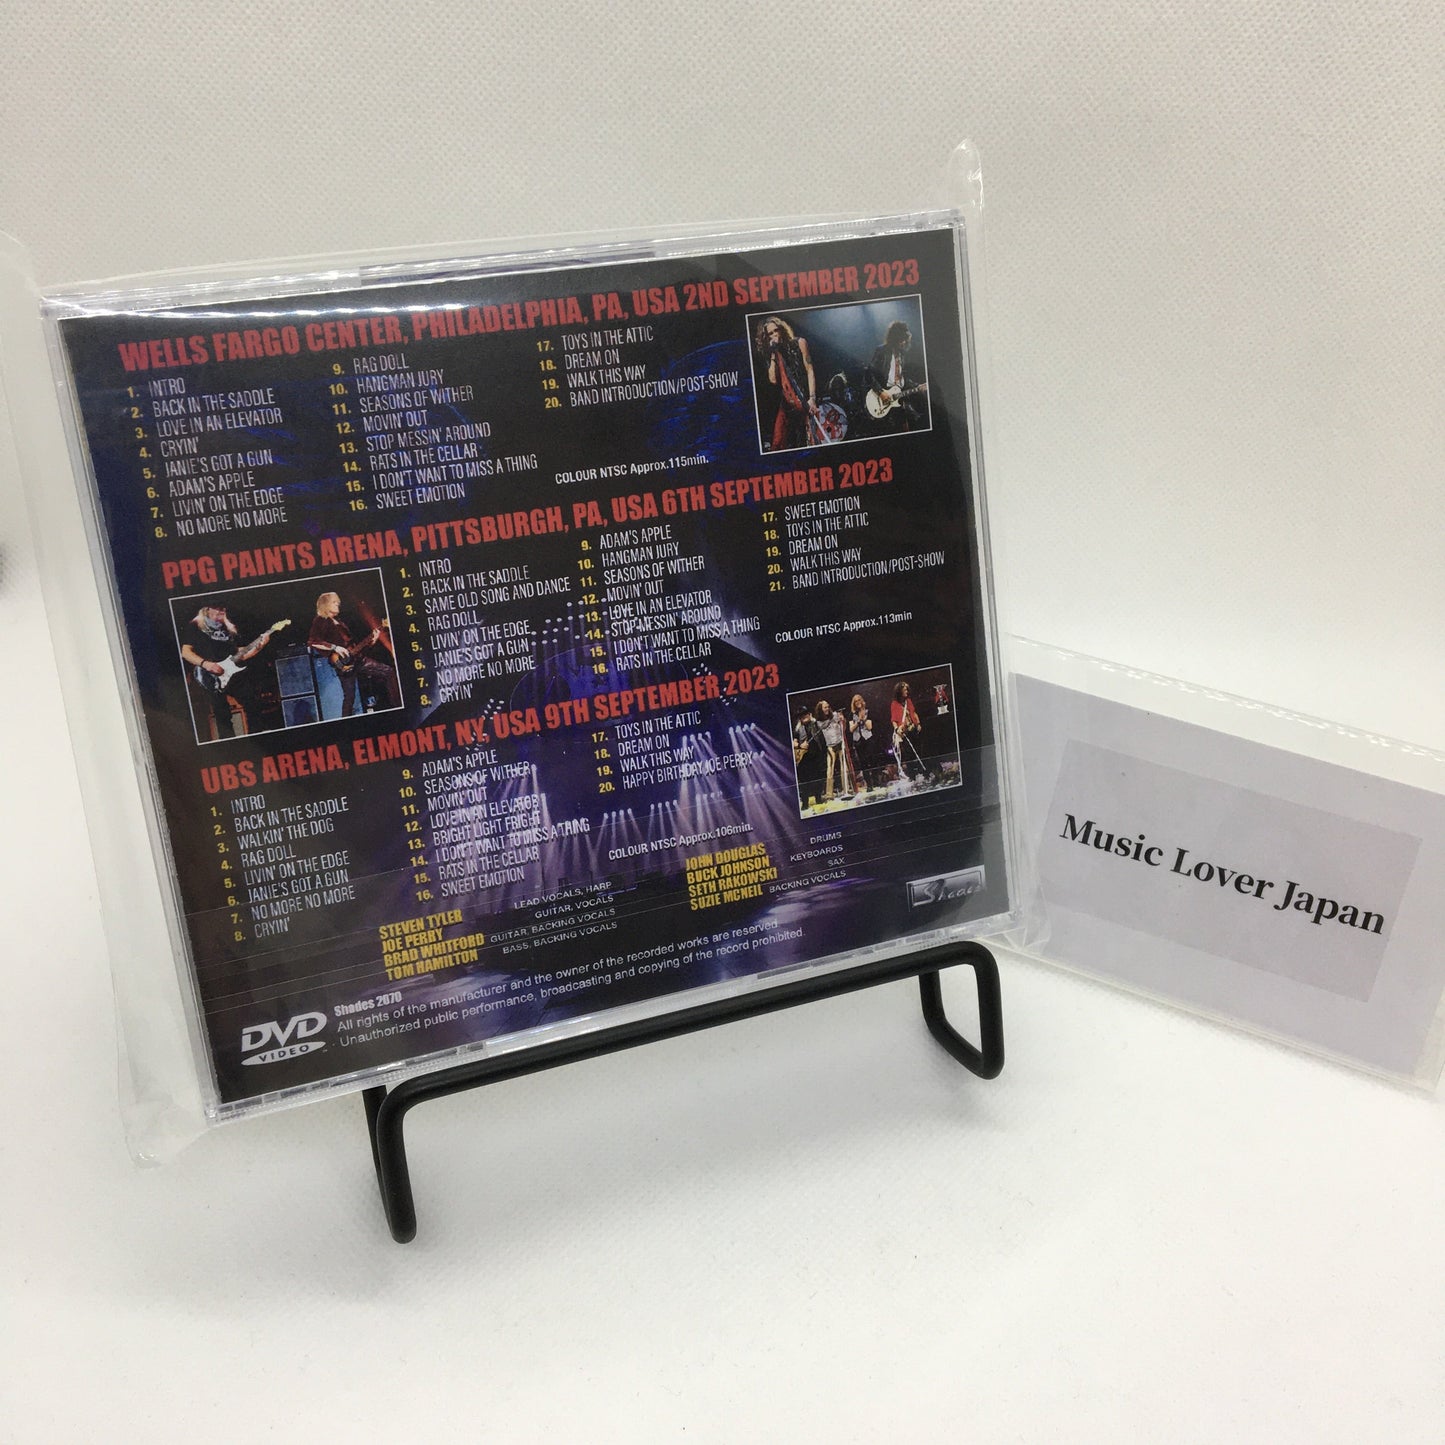 WELLS FARGO CENTER, PHILADELPHIA, PA, USA 2ND SEPTEMBER 2023
1. INTRO
2. BACK IN THE SADDLE
3. LOVE IN AN ELEVATOR
4. CRYIN'
5. JANIE'S GOT A GUN
6. ADAM'S APPLE
7. LIVIN' ON THE EDGE
8. NO MORE NO MORE
9. RAG DOLL
10. HANGMAN JURY
11. SEASONS OF WITHER
12. MOVIN' OUT
13. STOP MESSIN' AROUND
14. RATS IN THE CELLAR
15. I DON'T WANT TO MISS A THING
16. SWEET EMOTION
17. TOYS IN THE ATTIC
18. DREAM ON
19. WALK THIS WAY
20. BAND INTRODUCTION/POST-SHOW
COLOUR NTSC Approx.115min.
PPG PAINTS ARENA, PITTSBURGH, PA, USA 6TH SEPTEMBER 2023
1. INTRO
2. BACK IN THE SADDLE
3. SAME OLD SONG AND DANCE
4. RAG DOLL
5. LIVIN' ON THE EDGE
6. JANIE'S GOT A GUN
7. NO MORE NO MORE
8. CRYIN'
9. ADAM'S APPLE
10. HANGMAN JURY
11. SEASONS OF WITHER
12. MOVIN' OUT
13. LOVE IN AN ELEVATOR
14. STOP MESSIN' AROUND
15. I DON'T WANT TO MISS A THING
16. RATS IN THE CELLAR
17. SWEET EMOTION
18. TOYS IN THE ATTIC
19. DREAM ON
20. WALK THIS WAY
21. BAND INTRODUCTION/POST-SHOW
COLOUR NTSC Approx.113min
UBS ARENA, ELMONT, NY, USA 9TH SEPTEMBER 2023
1. INTRO
2. BACK IN THE SADDLE
3. WALKIN' THE DOG
4. RAG DOLL
5. LIVIN' ON THE EDGE
6. JANIE'S GOT A GUN
7. NO MORE NO MORE
8. CRYIN'
9. ADAM'S APPLE
10. SEASONS OF WITHER
11. MOVIN' OUT
12. LOVE IN AN ELEVATOR
13. BRIGHT LIGHT FRIGHT
14. I DON'T WANT TO MISS A THING
15. RATS IN THE CELLAR
16. SWEET EMOTION
17. TOYS IN THE ATTIC
18. DREAM ON
19. WALK THIS WAY
20. HAPPY BIRTHDAY JOE PERRY
COLOUR NTSC Approx.106min.
STEVEN TYLER LEAD VOCALS, HARP
JOE PERRY GUITAR, VOCALS
BRAD WHITFORD GUITAR, BACKING VOCALS
TOM HAMILTON BASS, BACKING VOCALS
JOHN DOUGLAS DRUMS
BUCK JOHNSON KEYBOARDS
SETH RAKOWSKI SAX
SUZIE MCNEIL BACKING VOCALS
Shades
DVD
VIDEO
Shades 2070
All rights of the manufacturer and the owner of the recorded works are reserved
Unauthorized public performance, broadcasting and copying of the record prohibited.
Music Lover Japan